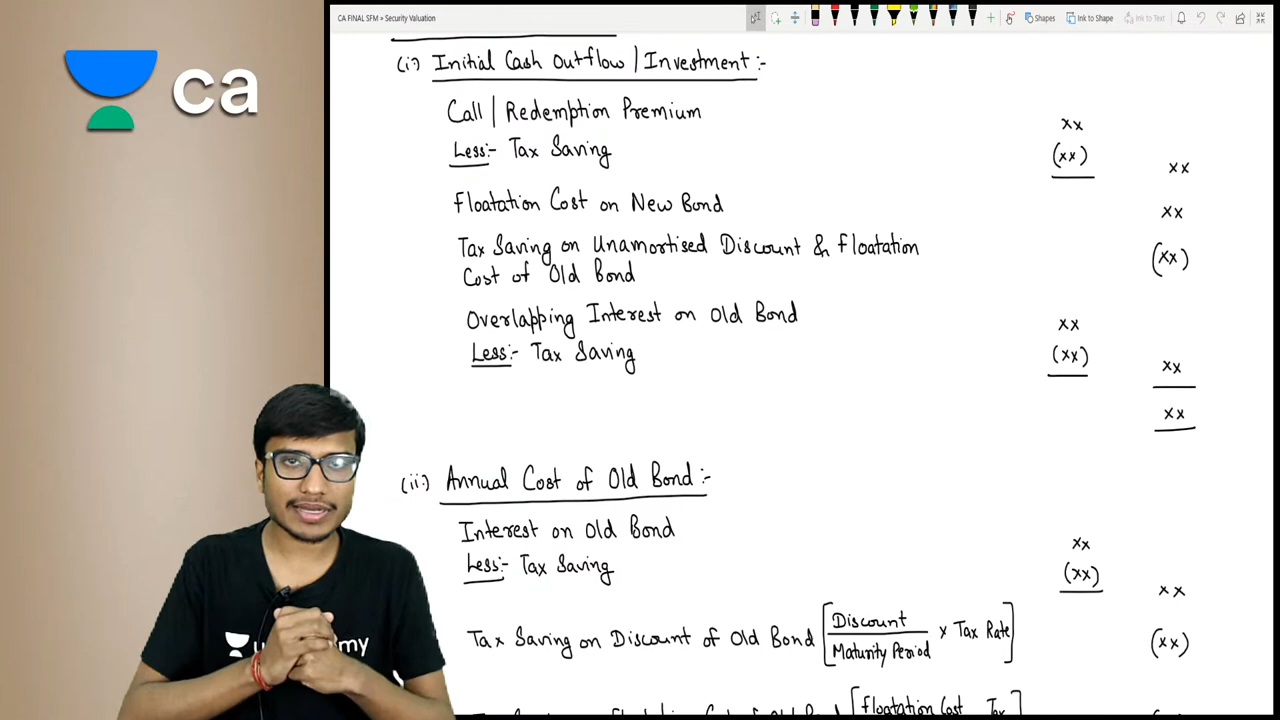 CA FINAL SFM » Security Valuation
Shapes Ink to Shape Ink to Text
ca
(i) Initial Cash Outflow | Investment :-
Call | Redemption Premium xx
Less:- Tax Saving (xx) xx
Floatation Cost on New Bond xx
Tax Saving on Unamortised Discount & Floatation
Cost of Old Bond (xx)
Overlapping Interest on Old Bond xx
Less:- Tax Saving (xx) xx
xx
(ii) Annual Cost of Old Bond :-
Interest on Old Bond xx
Less:- Tax Saving (xx) xx
Tax Saving on Discount of Old Bond [Discount
Maturity Period × Tax Rate] (xx)
Floatation Cost Tax